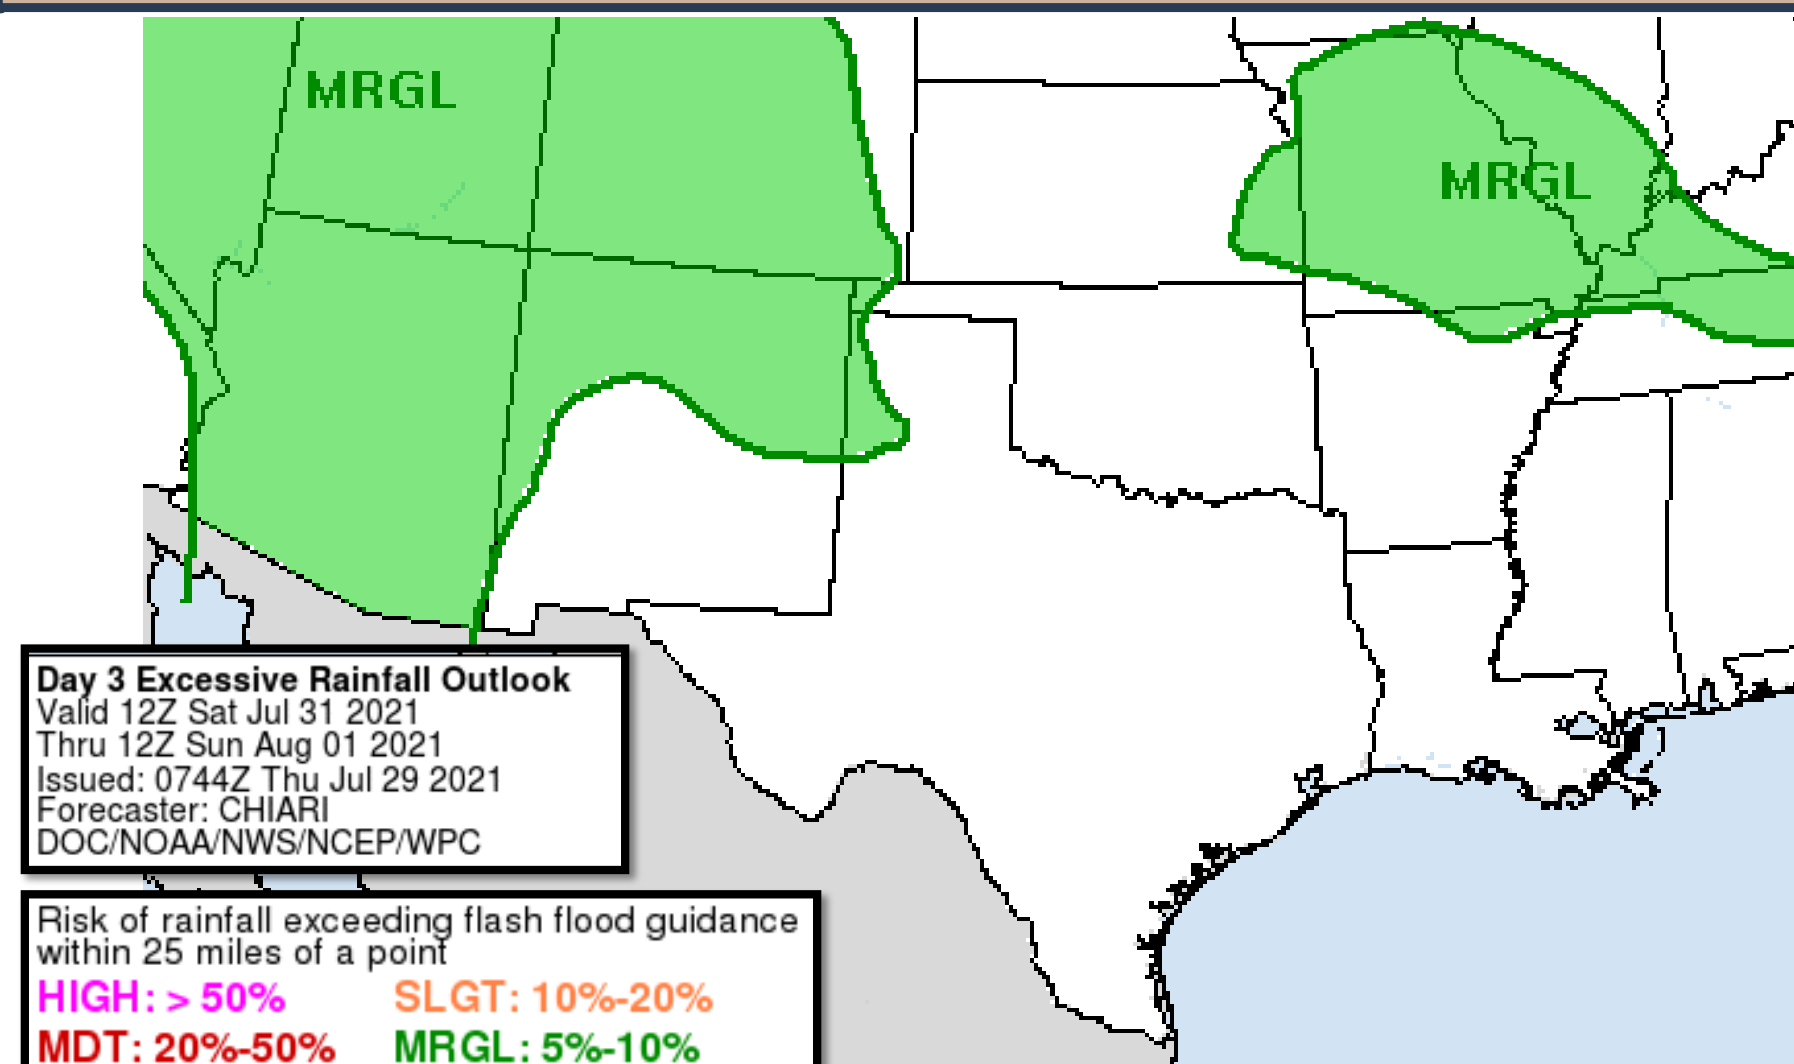 MRGL
MRGL
Day 3 Excessive Rainfall Outlook
Valid 12Z Sat Jul 31 2021
Thru 12Z Sun Aug 01 2021
Issued: 0744Z Thu Jul 29 2021
Forecaster: CHIARI
DOC/NOAA/NWS/NCEP/WPC
Risk of rainfall exceeding flash flood guidance
within 25 miles of a point
HIGH: > 50% SLGT: 10%-20%
MDT: 20%-50% MRGL: 5%-10%